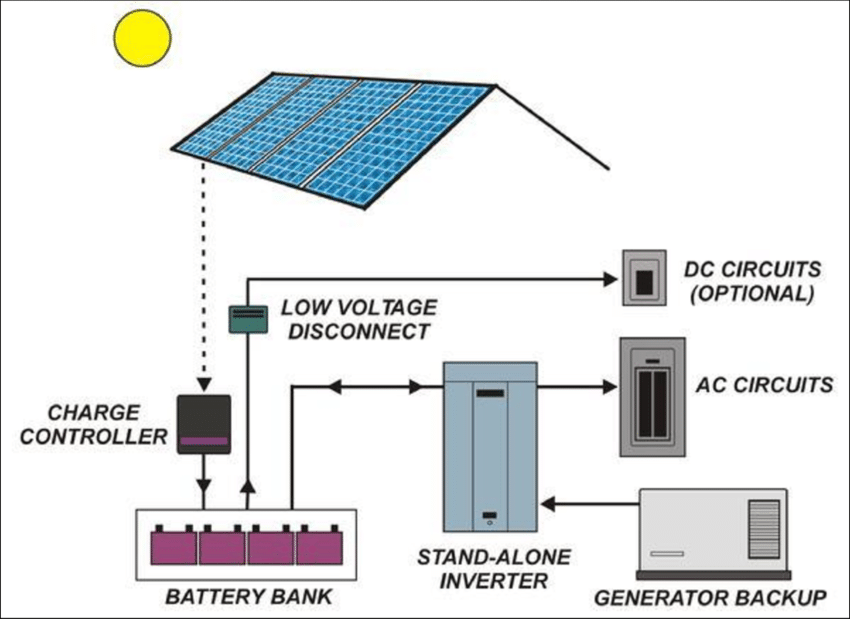 DC CIRCUITS
(OPTIONAL)
LOW VOLTAGE
DISCONNECT
AC CIRCUITS
CHARGE
CONTROLLER
STAND-ALONE
INVERTER
BATTERY BANK
GENERATOR BACKUP